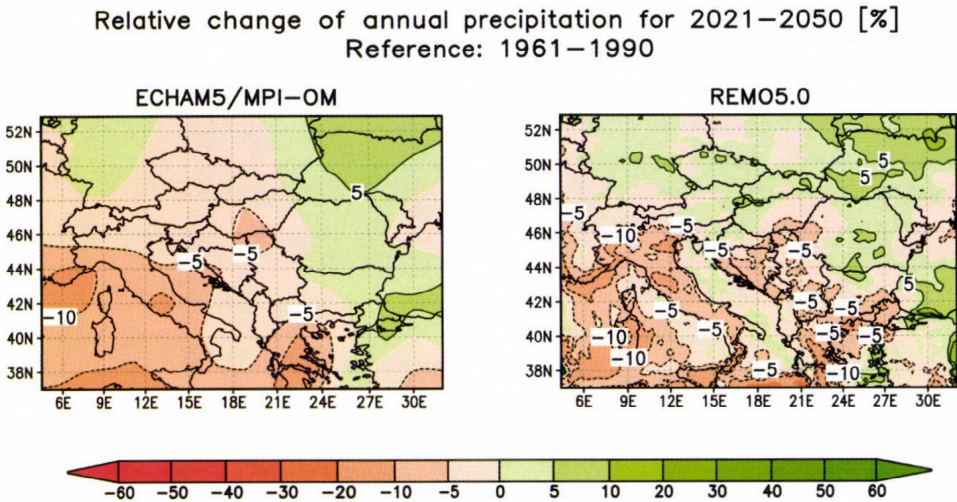 Relative change of annual precipitation for 2021−2050 [%]
Reference: 1961−1990
ECHAM5/MPI−OM
REMO5.0
52N
50N
48N
46N
44N
42N
40N
38N
6E 9E 12E 15E 18E 21E 24E 27E 30E
5
−5
−5
−5
−10
52N
50N
48N
46N
44N
42N
40N
38N
6E 9E 12E 15E 18E 21E 24E 27E 30E
5
5
−5
−5
−10
−5
−5
5
−5
−5
−5
−5
−5
−5
−10
−10
−5
−10
−60 −50 −40 −30 −20 −10 −5 0 5 10 20 30 40 50 60